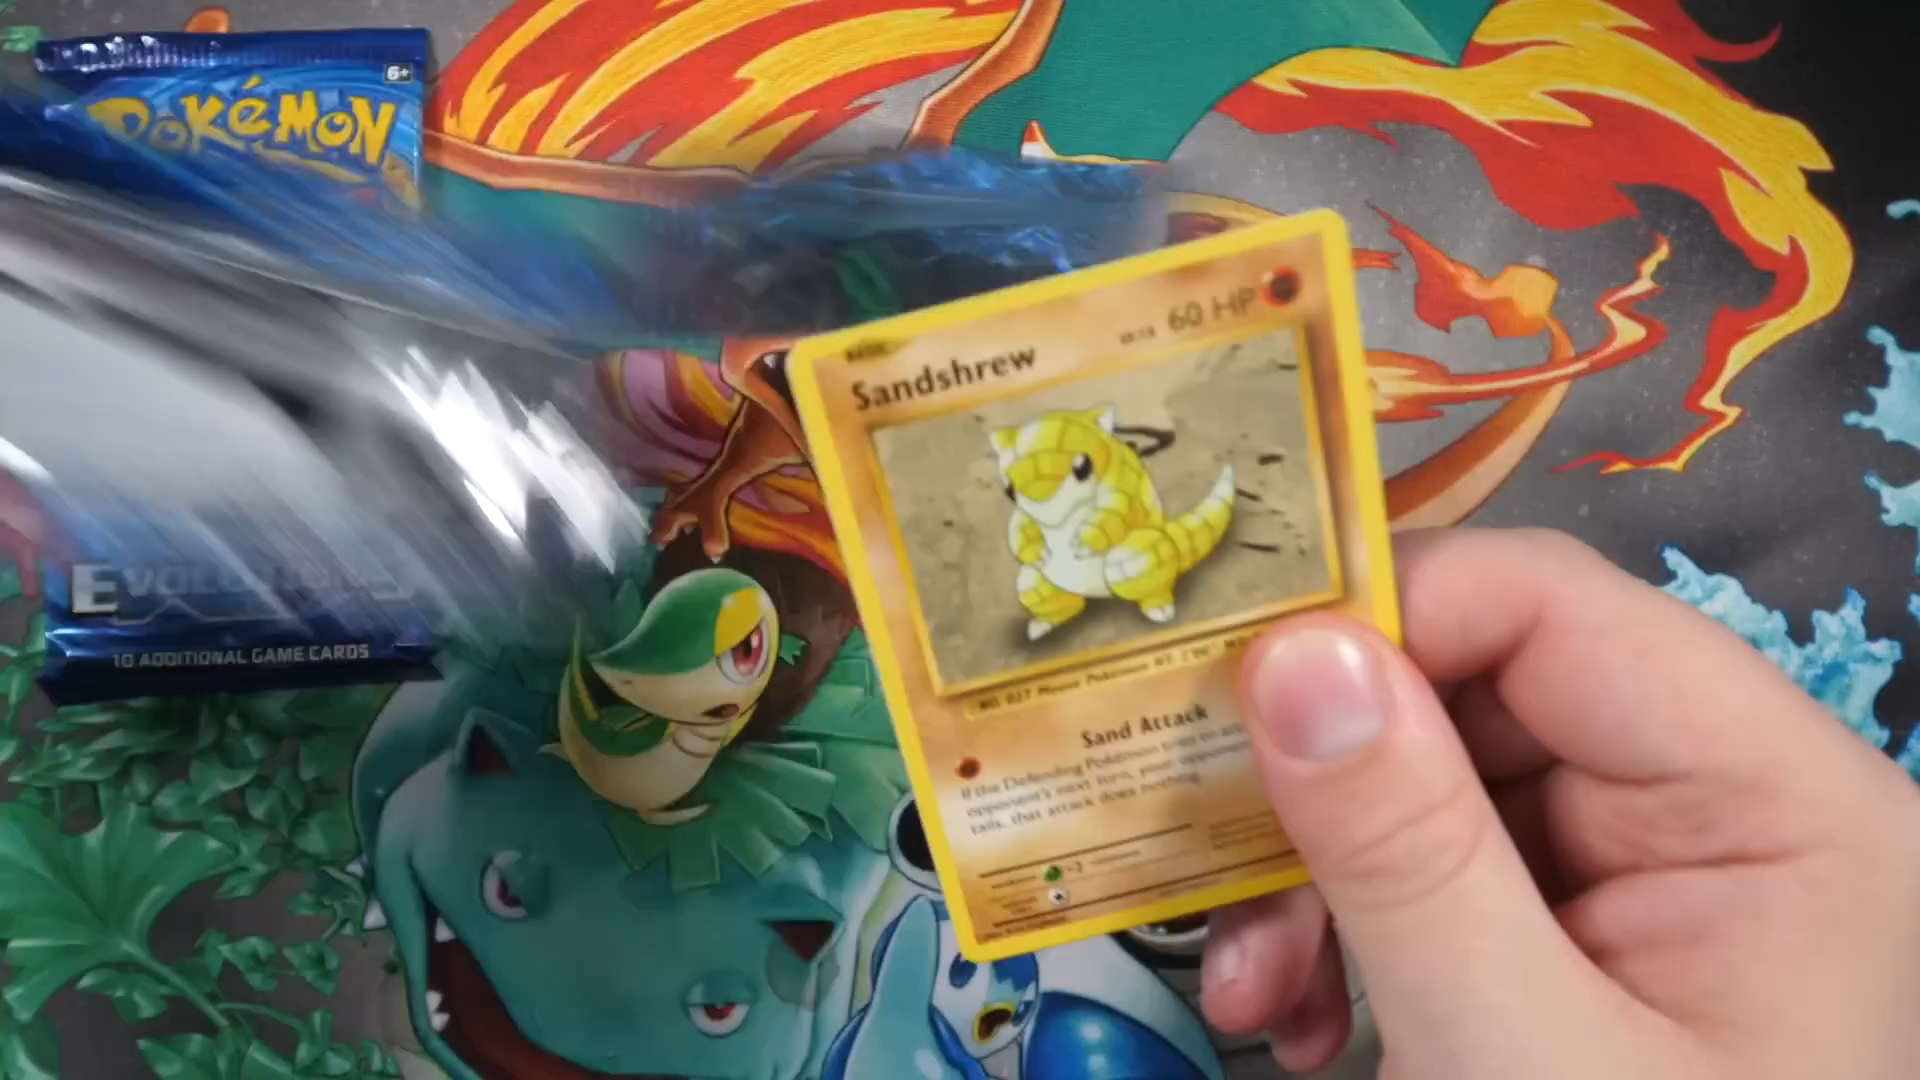 6+
POKéMON
BASIC
Sandshrew
60 HP
EVOLUTIONS
10 ADDITIONAL GAME CARDS
Sand Attack
If the Defending Pokémon tries to
opponent's next turn, your opponent
tails, that attack does nothing.